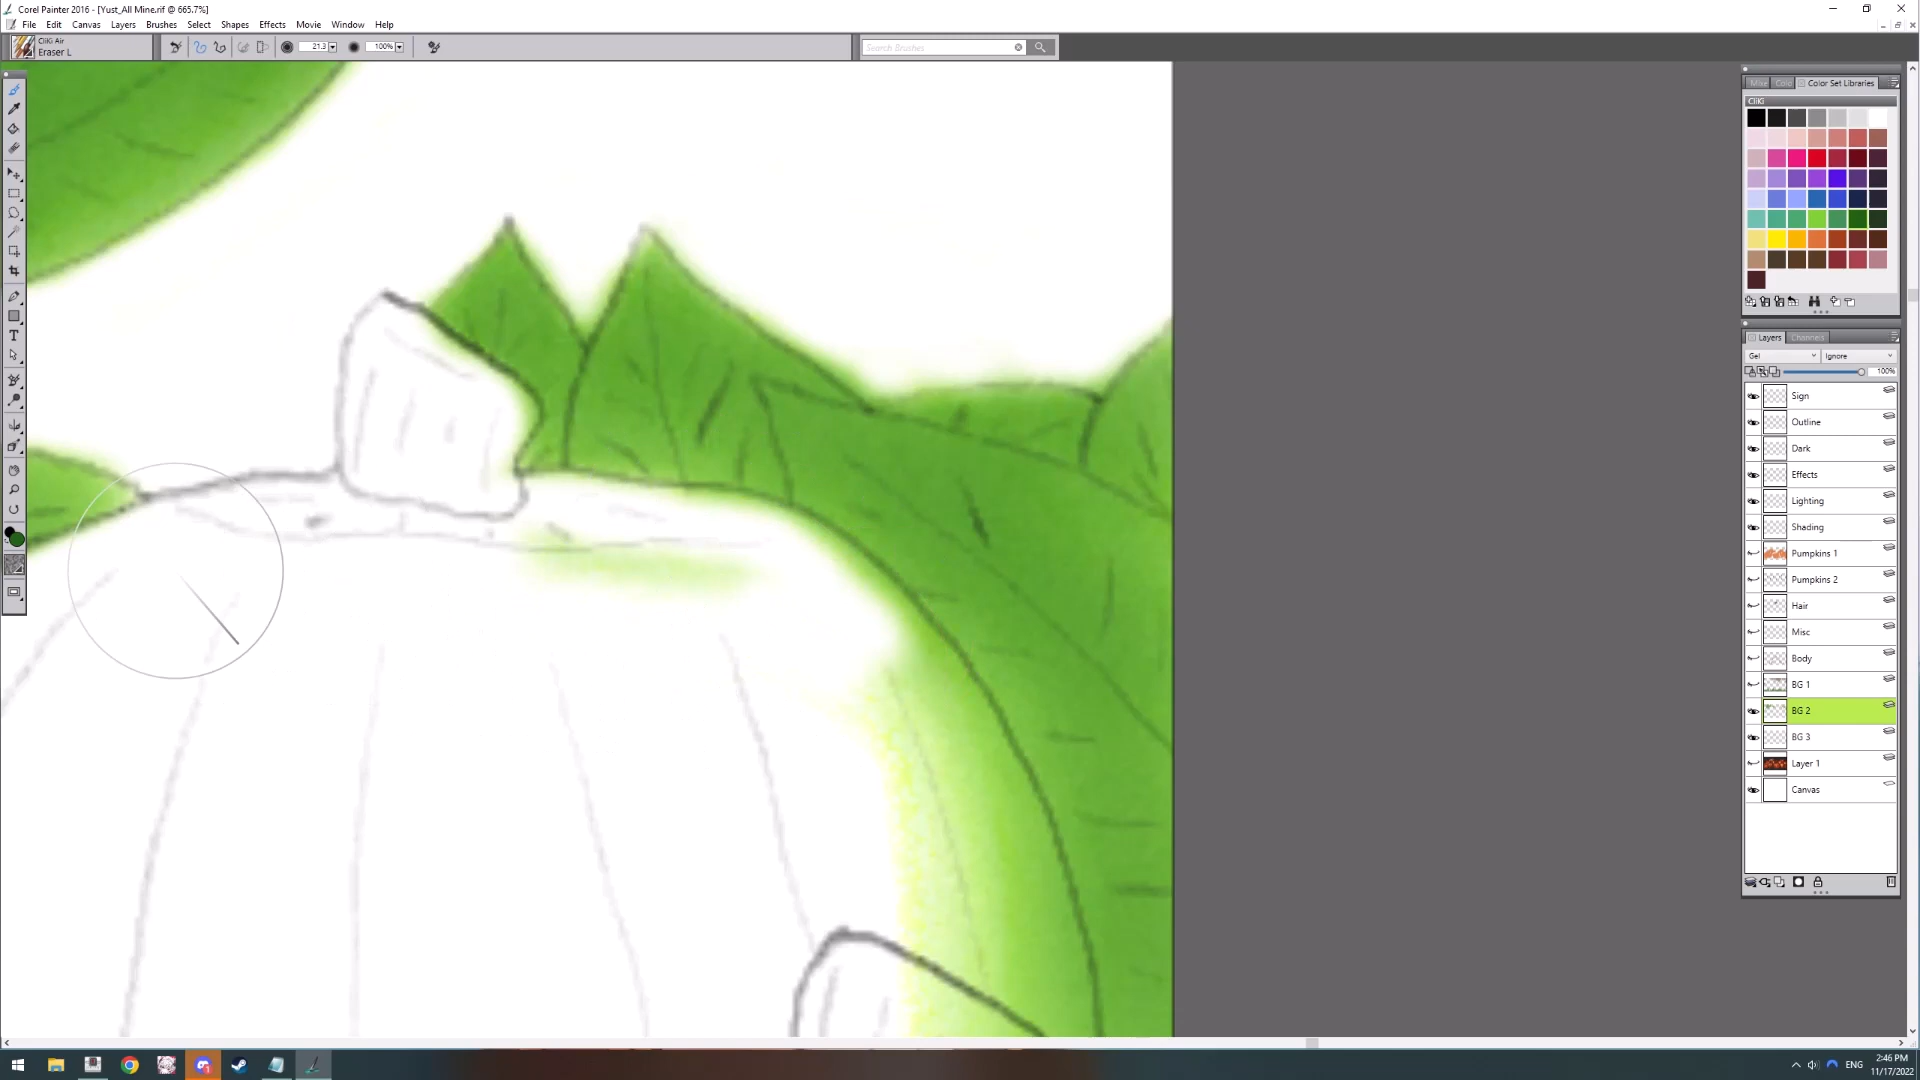 Corel Painter 2016 - [Yust_All Mine.rif @ 665.7%]
File Edit Canvas Layers Brushes Select Shapes Effects Movie Window Help
CliKi Air
Eraser L
21.3
100%
Search Brushes
Color Set Libraries
CliKi
Layers Channels
Gel Ignore
100%
Sign
Outline
Dark
Effects
Lighting
Shading
Pumpkins 1
Pumpkins 2
Hair
Misc
Body
BG 1
BG 2
BG 3
Layer 1
Canvas
ENG
2:46 PM
11/17/2022